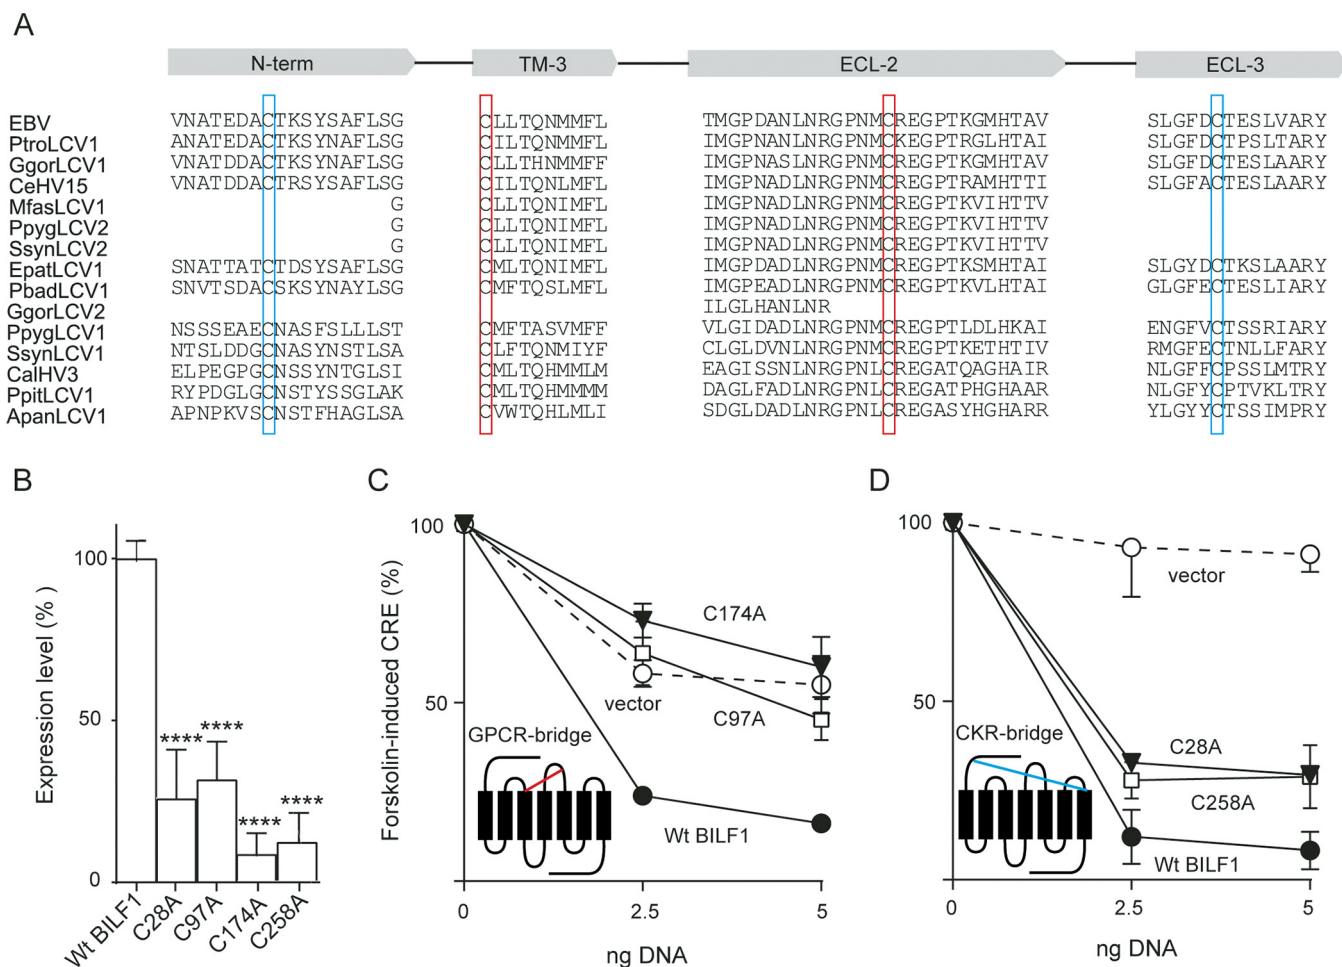 A
N-term TM-3 ECL-2 ECL-3
EBV VNATEDACTKSYSAFLSG CLLTQNMMFL TMGPDANLNRGPNMCREGPTKGMHTAV SLGFDCTESLVARY
PtroLCV1 ANATEDACTKSYNAFLSG CILTQNMMFL IMGPNANLNRGPNMCKEGPTRGLHTAI SLGFDCTPSLTARY
GgorLCV1 VNATDDACTKSYNAFLSG CLLTHNMMFF IMGPNASLNRGPNMCREGPTKGMHTAV SLGFDCTESLAARY
CeHV15 VNATDDACTRSYSAFLSG CILTQNLMFL IMGPNANLNRGPNMCREGPTRAMHTTI SLGFACTESLAARY
MfasLCV1 G CLLTQNIMFL IMGPNADLNRGPNMCREGPTKVIHTTV
PpygLCV2 G CLLTQNIMFL IMGPNADLNRGPNMCREGPTKVIHTTV
SsynLCV2 G CLLTQNIMFL IMGPNADLNRGPNMCREGPTKVIHTTV
EpatLCV1 SNATTATCTDSYSAFLSG CMLTQNIMFL IMGPDADLNRGPNMCREGPTKSMHTAI SLGYDCTKSLAARY
PbadLCV1 SNVTSDACSKSYNAYLSG CMFTQSLMFL IMGPEADLNRGPNMCREGPTKVLHTAI GLGFECTESLIARY
GgorLCV2 ILGLHANLNR
PpygLCV1 NSSSEAECNASFSLLLST CMFTASVMFF VLGIDADLNRGPNMCREGPTLDLHKAI ENGFVCTSSRIARY
SsynLCV1 NTSLDDGCNASYNSTLSA CLFTQNMIYF CLGLDVNLNRGPNMCREGPTKETHTIV RMGFECTNLLFARY
CalHV3 ELPEGPGCNSSYNTGLSI CMLTQHMMLM EAGISSNLNRGPNLCREGATQAGHAIR NLGFFCPSSLMTRY
PpitLCV1 RYPDGLGCNSTYSSGLAK CMLTQHMMMM DAGLFADLNRGPNLCREGATPHGHAAR NLGFYCPTVKLTRY
ApanLCV1 APNPKVSCNSTFHAGLSA CVWTQHLMLI SDGLDADLNRGPNLCREGASYHGHARR YLGYYCTSSIMPRY
B
Expression level (%)
100
50
0
**** **** **** ****
Wt BILF1 C28A C97A C174A C258A
C
Forskolin-induced CRE (%)
100
50
C174A
vector
C97A
GPCR-bridge
Wt BILF1
0 2.5 5
ng DNA
D
100
50
vector
CKR-bridge
C28A
C258A
Wt BILF1
0 2.5 5
ng DNA